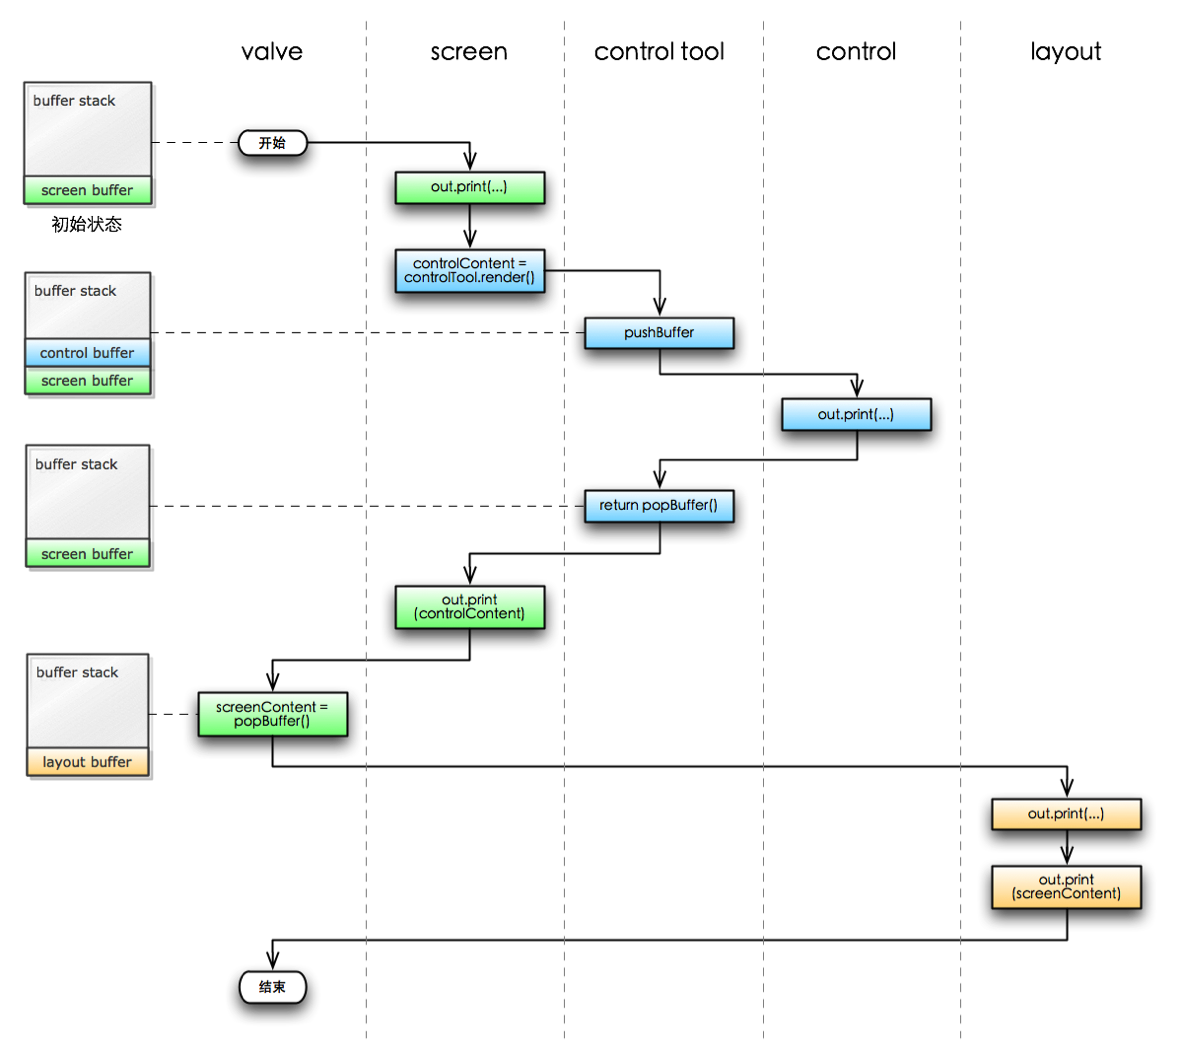 valve
screen
control tool
control
layout
buffer stack
screen buffer
初始状态
开始
out.print(...)
controlContent =
controlTool.render()
buffer stack
control buffer
screen buffer
pushBuffer
out.print(...)
buffer stack
screen buffer
return popBuffer()
out.print
(controlContent)
buffer stack
layout buffer
screenContent =
popBuffer()
out.print(...)
out.print
(screenContent)
结束